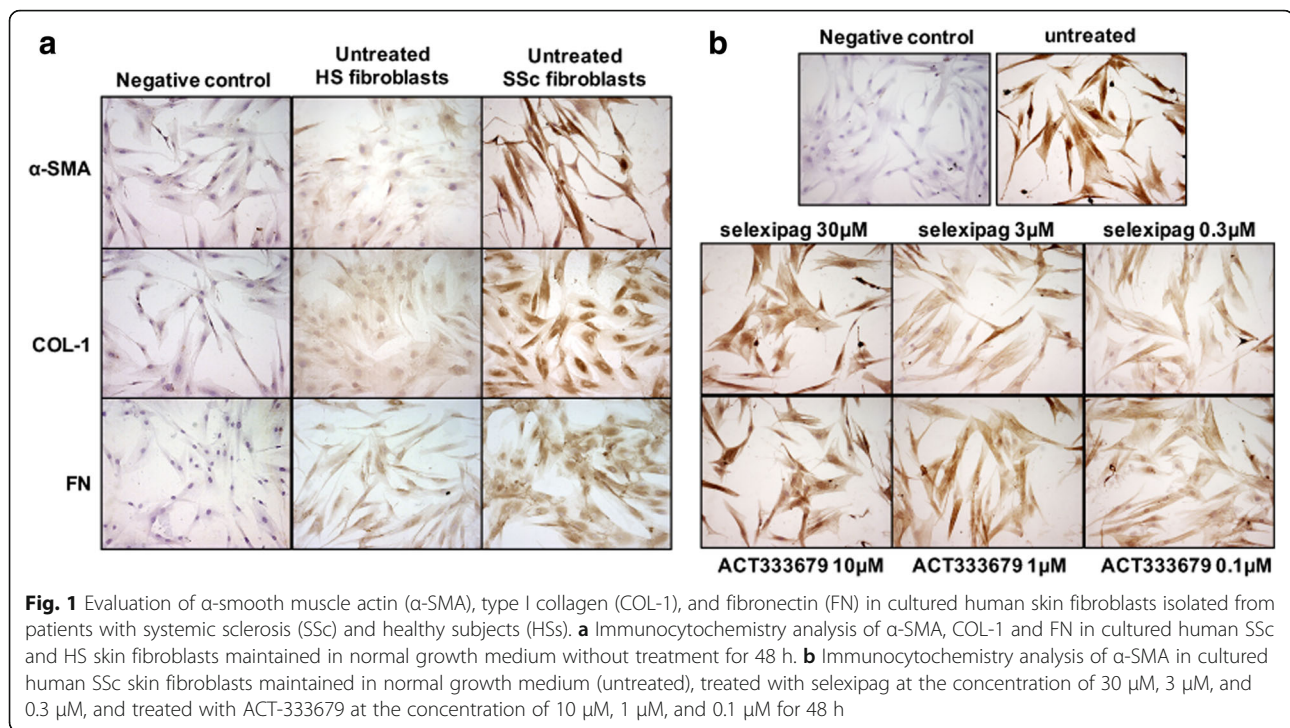 a
Untreated
HS fibroblasts
Untreated
SSc fibroblasts
Negative control
α-SMA
COL-1
FN
b
Negative control
untreated
selexipag 30µM
selexipag 3µM
selexipag 0.3µM
ACT333679 10µM
ACT333679 1µM
ACT333679 0.1µM
Fig. 1 Evaluation of α-smooth muscle actin (α-SMA), type I collagen (COL-1), and fibronectin (FN) in cultured human skin fibroblasts isolated from
patients with systemic sclerosis (SSc) and healthy subjects (HSs). a Immunocytochemistry analysis of α-SMA, COL-1 and FN in cultured human SSc
and HS skin fibroblasts maintained in normal growth medium without treatment for 48 h. b Immunocytochemistry analysis of α-SMA in cultured
human SSc skin fibroblasts maintained in normal growth medium (untreated), treated with selexipag at the concentration of 30 μM, 3 μM, and
0.3 μM, and treated with ACT-333679 at the concentration of 10 μM, 1 μM, and 0.1 μM for 48 h